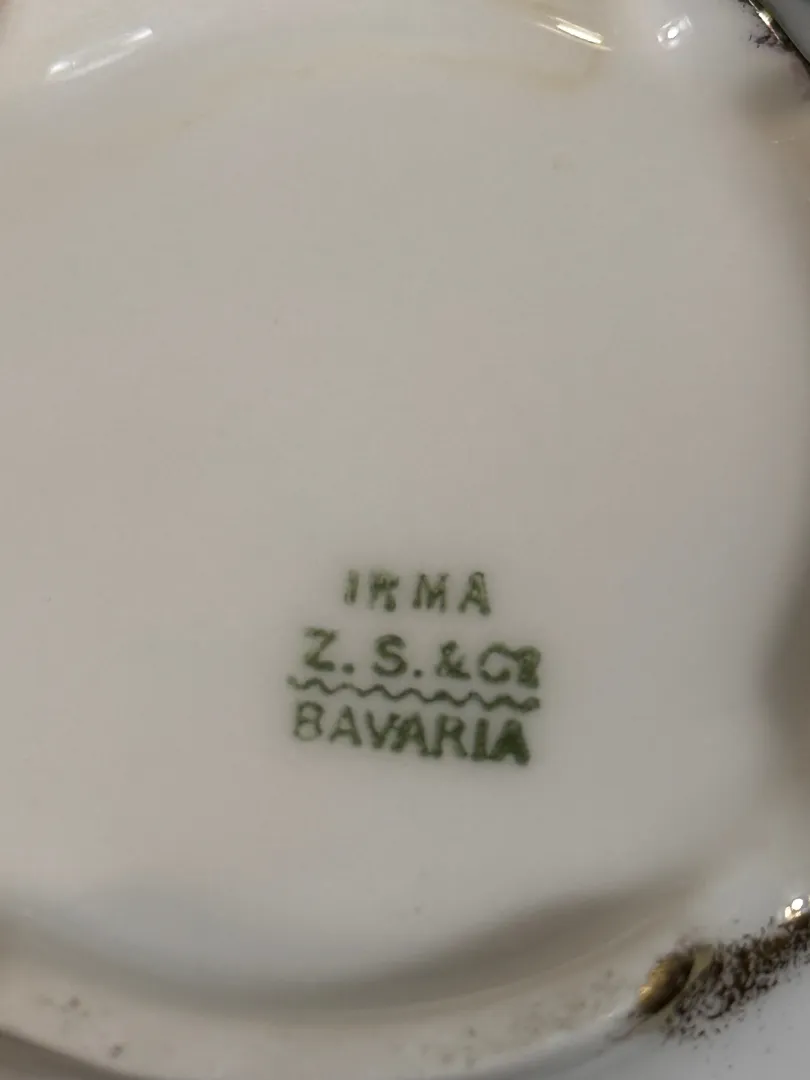 IRMA
Z. S. & Co
BAVARIA